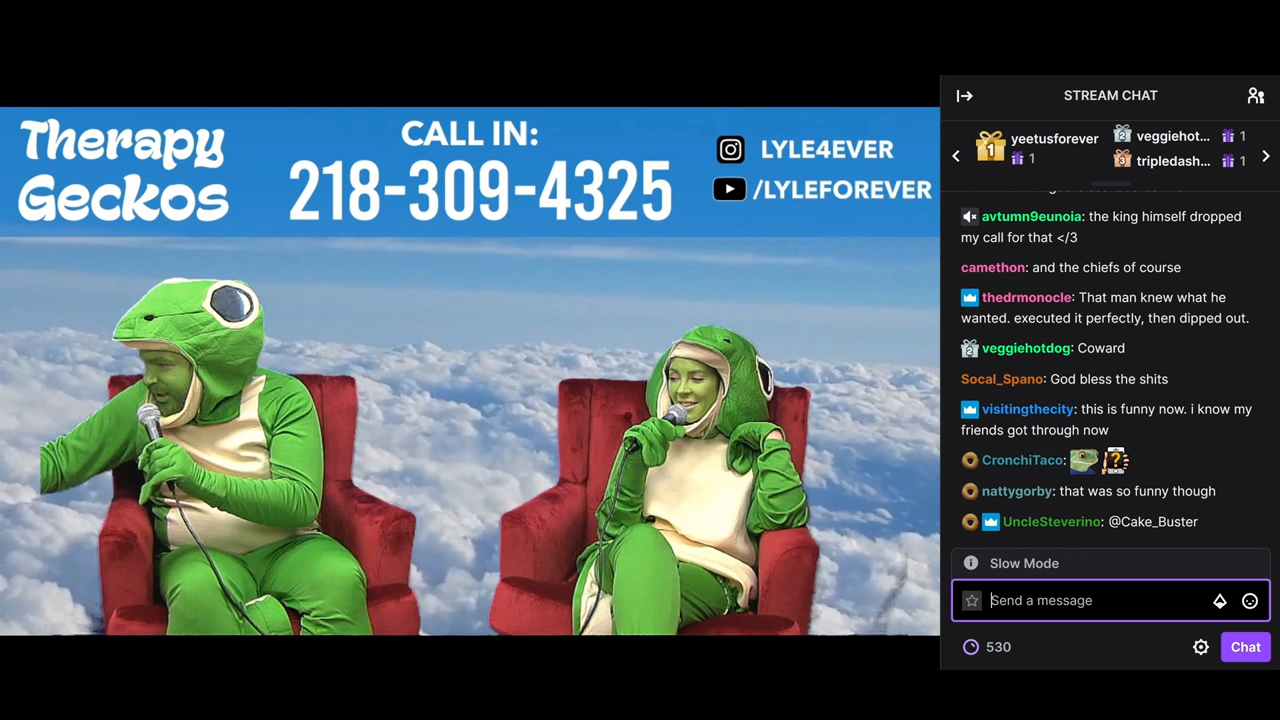 Therapy
Geckos
CALL IN:
218-309-4325
LYLE4EVER
/LYLEFOREVER
STREAM CHAT
1
yeetusforever
1
2
veggiehot...
1
3
tripledash...
1
avtumn9eunoia: the king himself dropped
my call for that </3
camethon: and the chiefs of course
thedrmonocle: That man knew what he
wanted. executed it perfectly, then dipped out.
2 veggiehotdog: Coward
Socal_Spano: God bless the shits
visitingthecity: this is funny now. i know my
friends got through now
CronchiTaco: ?
nattygorby: that was so funny though
UncleSteverino: @Cake_Buster
Slow Mode
Send a message
530
Chat